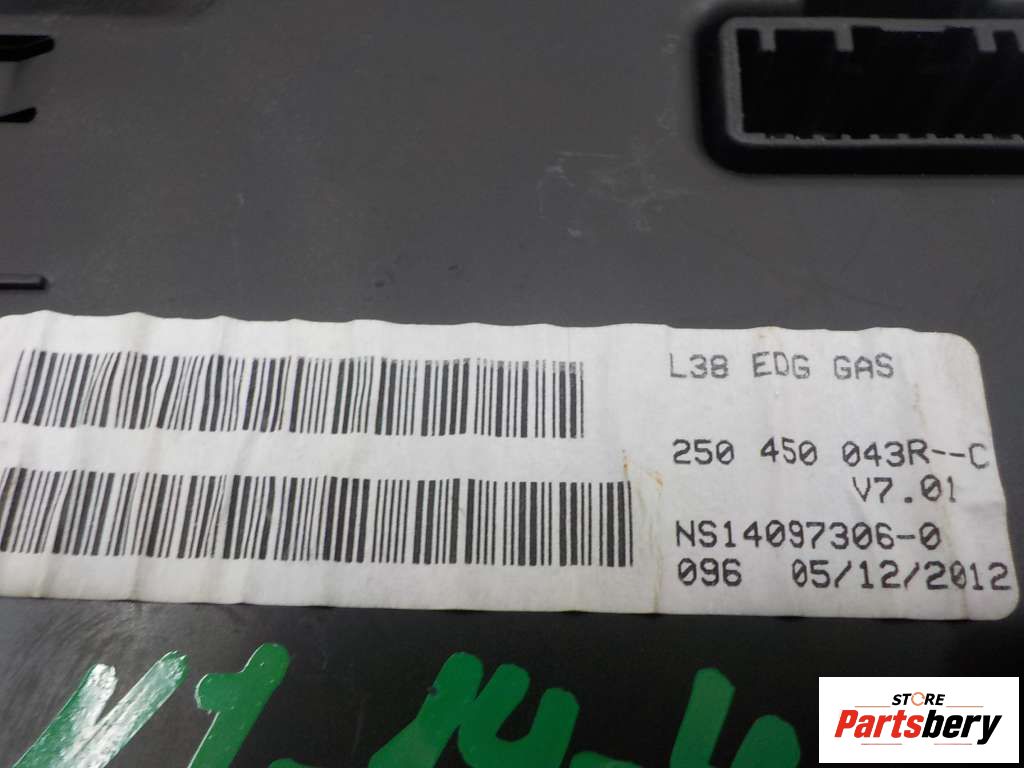 L38 EDG GAS
250 450 043R--C
V7.01
NS14097306-0
096 05/12/2012
STORE
Partsbery